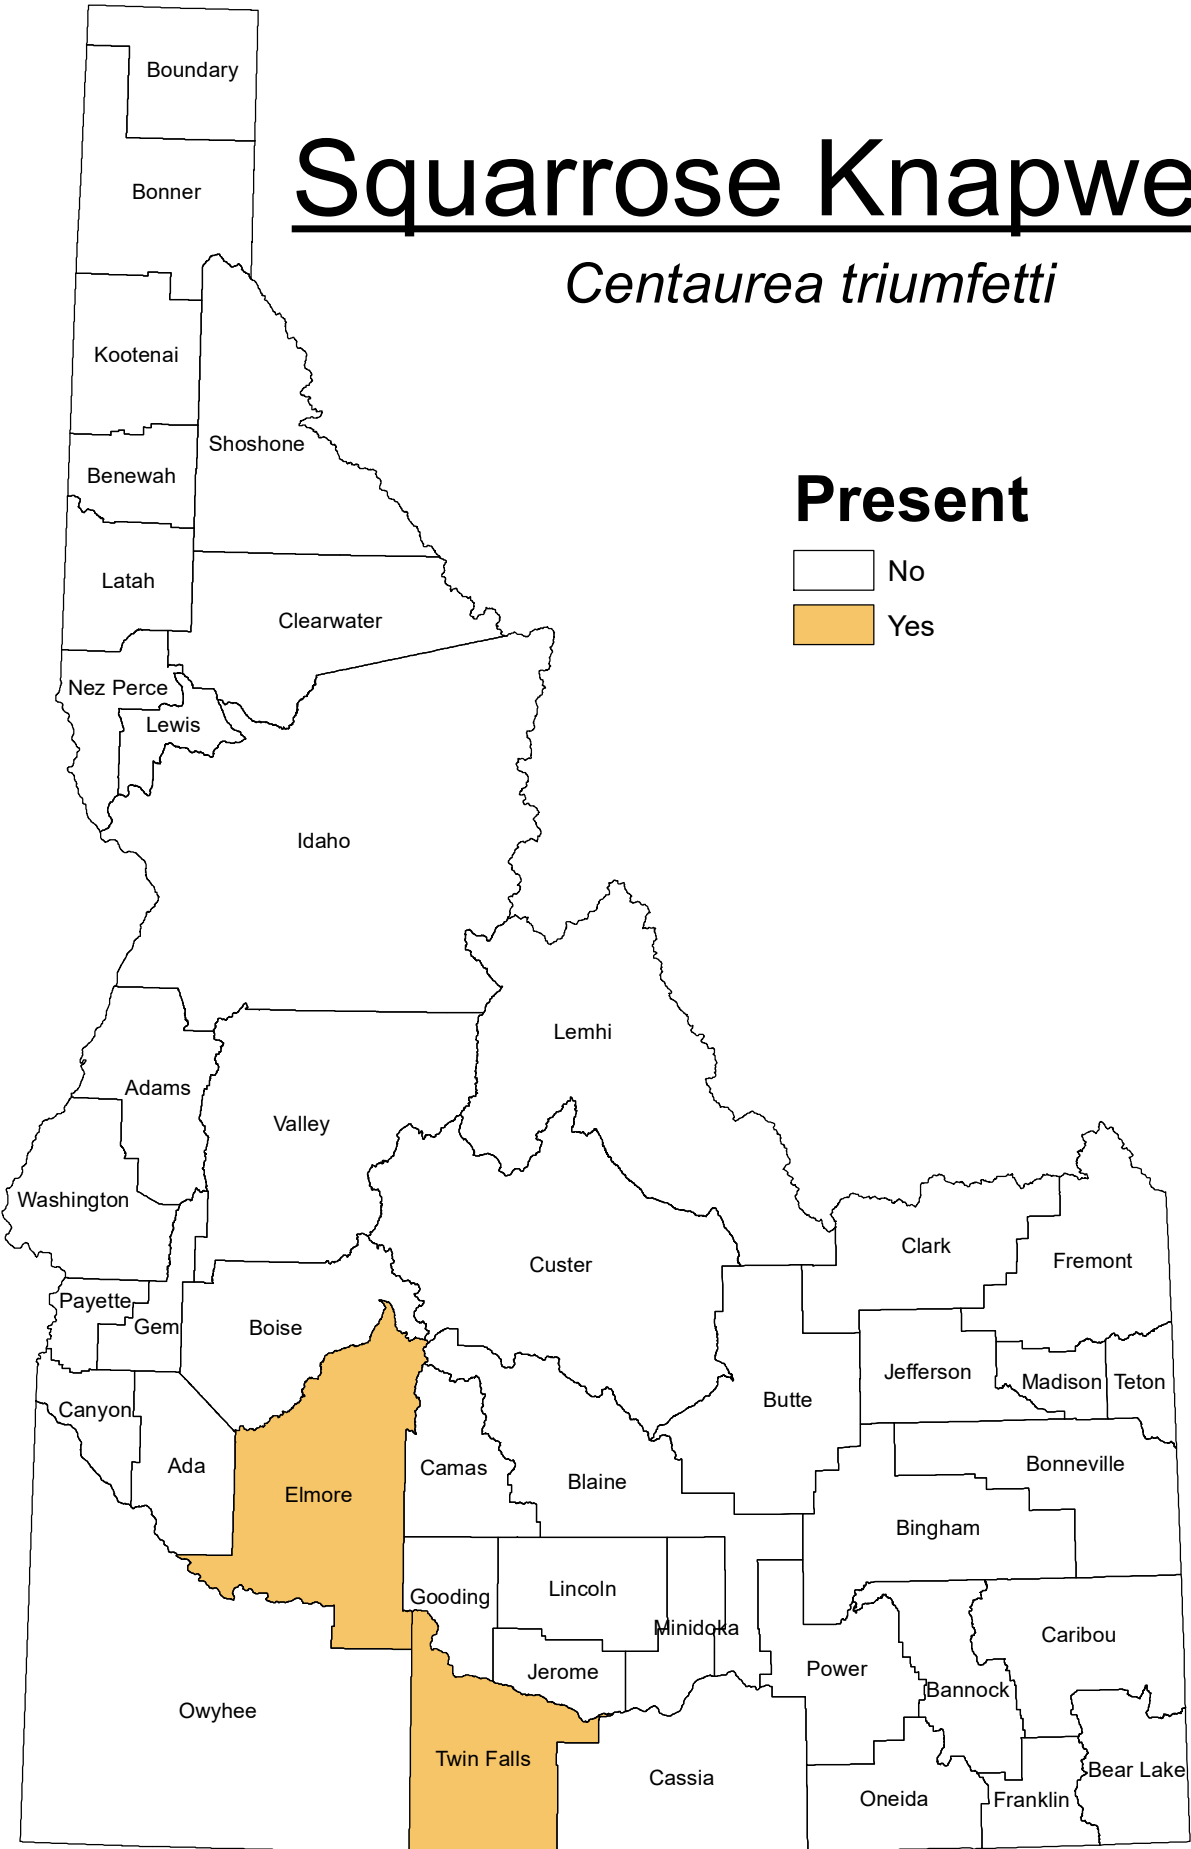 Boundary
Bonner
Squarrose Knapwe
Centaurea triumfetti
Kootenai
Shoshone
Benewah
Present
No
Yes
Latah
Clearwater
Nez Perce
Lewis
Idaho
Lemhi
Adams
Valley
Washington
Custer
Clark
Fremont
Payette
Gem
Boise
Jefferson
Madison
Teton
Canyon
Butte
Ada
Camas
Blaine
Bonneville
Elmore
Bingham
Gooding
Lincoln
Minidoka
Caribou
Jerome
Power
Bannock
Owyhee
Twin Falls
Cassia
Bear Lake
Oneida
Franklin